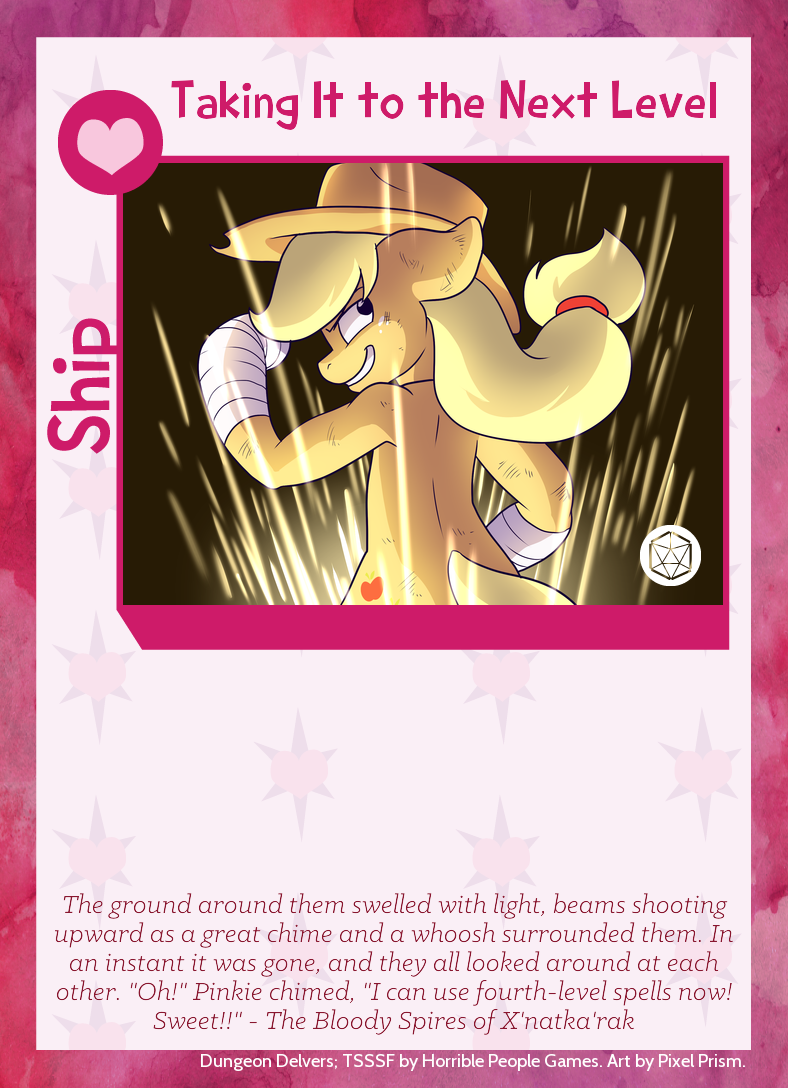 Taking It to the Next Level
Ship
The ground around them swelled with light, beams shooting
upward as a great chime and a whoosh surrounded them. In
an instant it was gone, and they all looked around at each
other. "Oh!" Pinkie chimed, "I can use fourth-level spells now!
Sweet!!" - The Bloody Spires of X'natka'rak
Dungeon Delvers; TSSSF by Horrible People Games. Art by Pixel Prism.